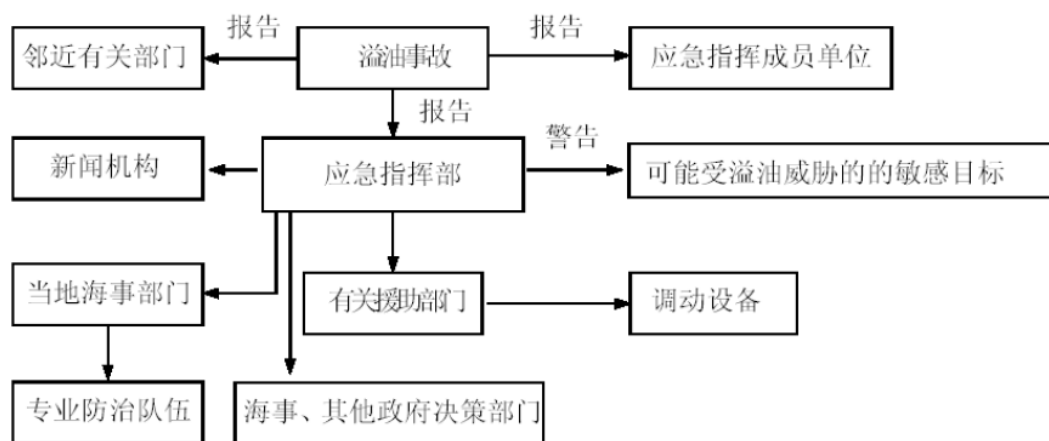 报告
报告
邻近有关部门
溢油事故
应急指挥成员单位
报告
警告
新闻机构
应急指挥部
可能受溢油威胁的的敏感目标
当地海事部门
有关援助部门
调动设备
专业防治队伍
海事、其他政府决策部门